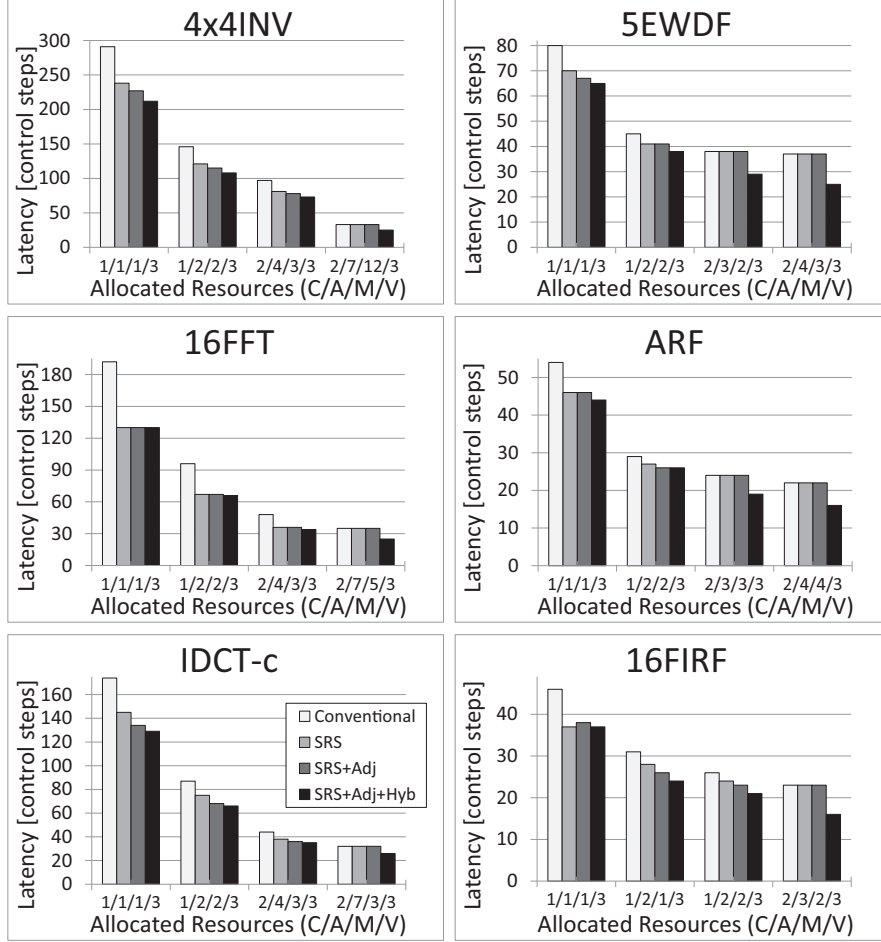 4x4INV
Latency [control steps]
300
250
200
150
100
50
0
1/1/1/3 1/2/2/3 2/4/3/3 2/7/12/3
Allocated Resources (C/A/M/V)
5EWDF
Latency [control steps]
80
70
60
50
40
30
20
10
0
1/1/1/3 1/2/2/3 2/3/2/3 2/4/3/3
Allocated Resources (C/A/M/V)
16FFT
Latency [control steps]
180
150
120
90
60
30
0
1/1/1/3 1/2/2/3 2/4/3/3 2/7/5/3
Allocated Resources (C/A/M/V)
ARF
Latency [control steps]
50
40
30
20
10
0
1/1/1/3 1/2/2/3 2/3/3/3 2/4/4/3
Allocated Resources (C/A/M/V)
IDCT-c
Latency [control steps]
160
140
120
100
80
60
40
20
0
Conventional
SRS
SRS+Adj
SRS+Adj+Hyb
1/1/1/3 1/2/2/3 2/4/3/3 2/7/3/3
Allocated Resources (C/A/M/V)
16FIRF
Latency [control steps]
40
30
20
10
0
1/1/1/3 1/2/1/3 1/2/2/3 2/3/2/3
Allocated Resources (C/A/M/V)